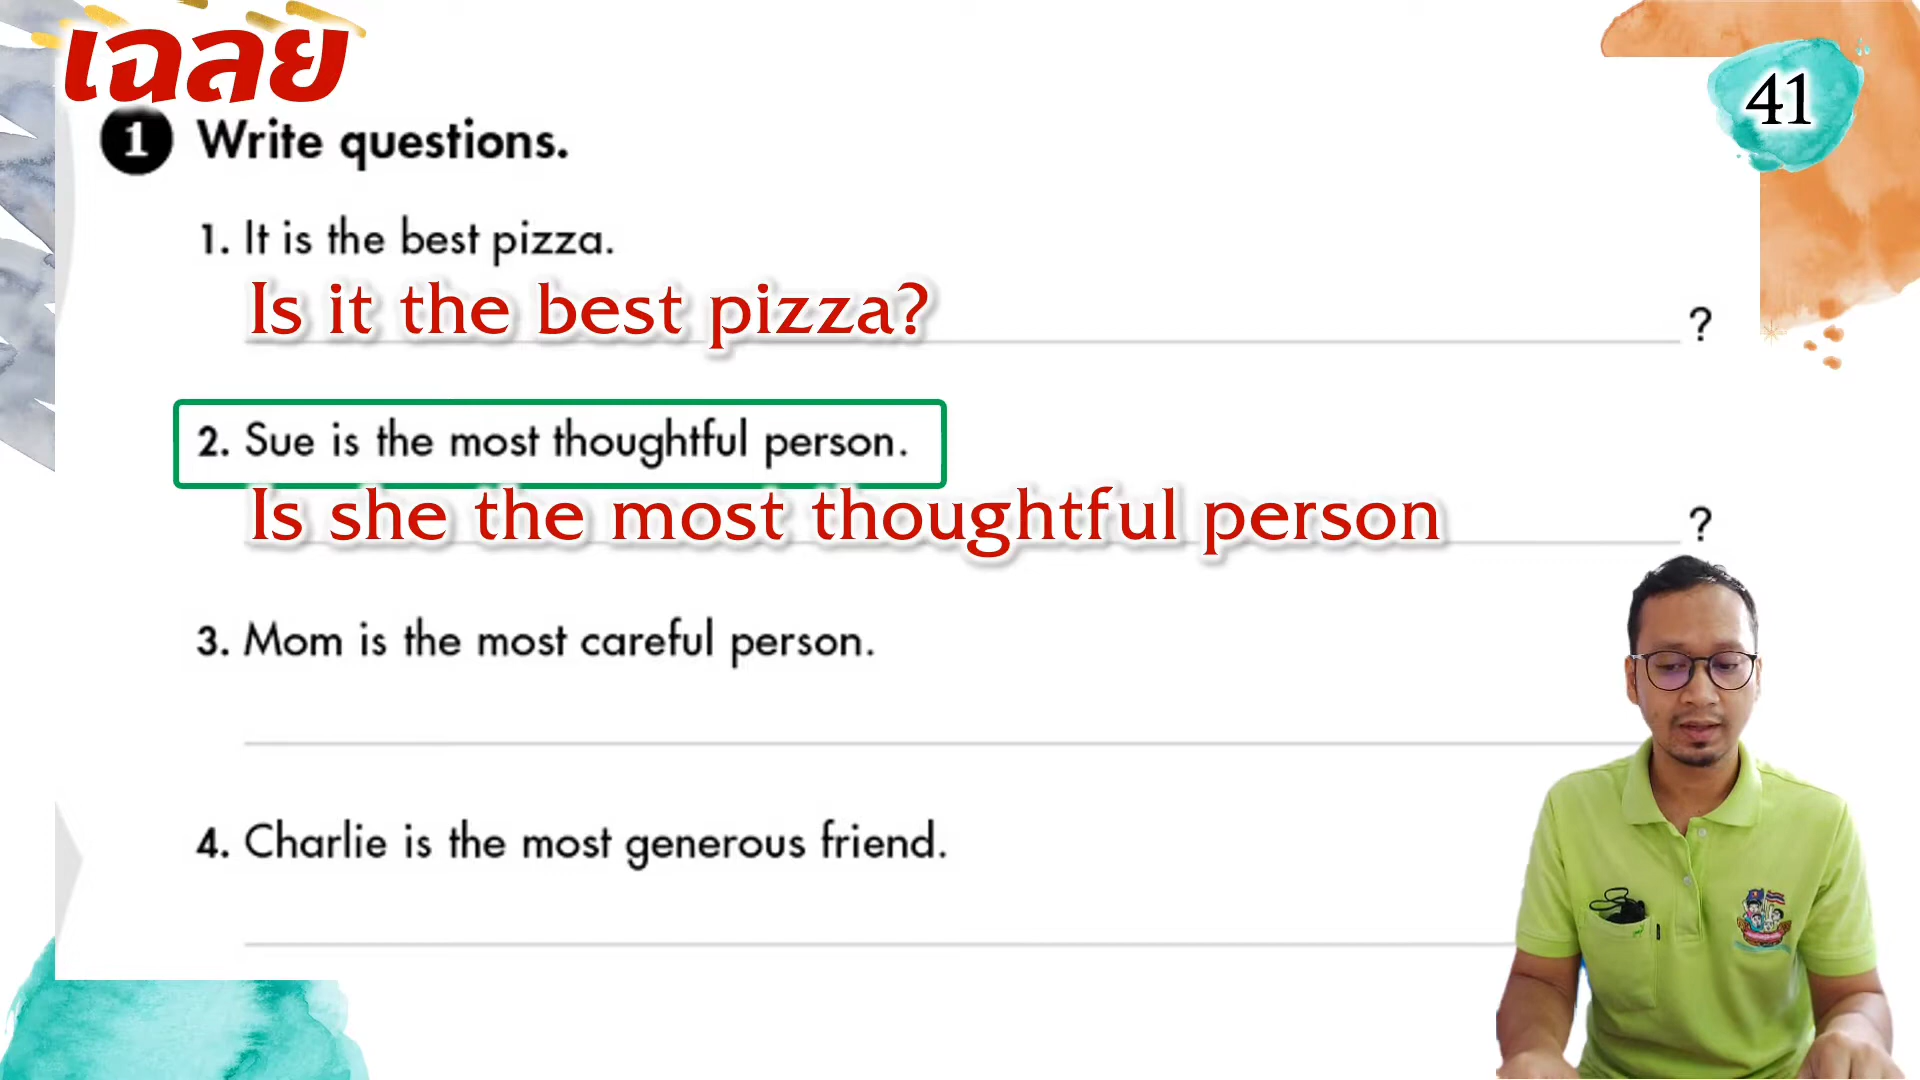 เฉลย
41
1 Write questions.
1. It is the best pizza.
Is it the best pizza?
?
2. Sue is the most thoughtful person.
Is she the most thoughtful person
?
3. Mom is the most careful person.
4. Charlie is the most generous friend.